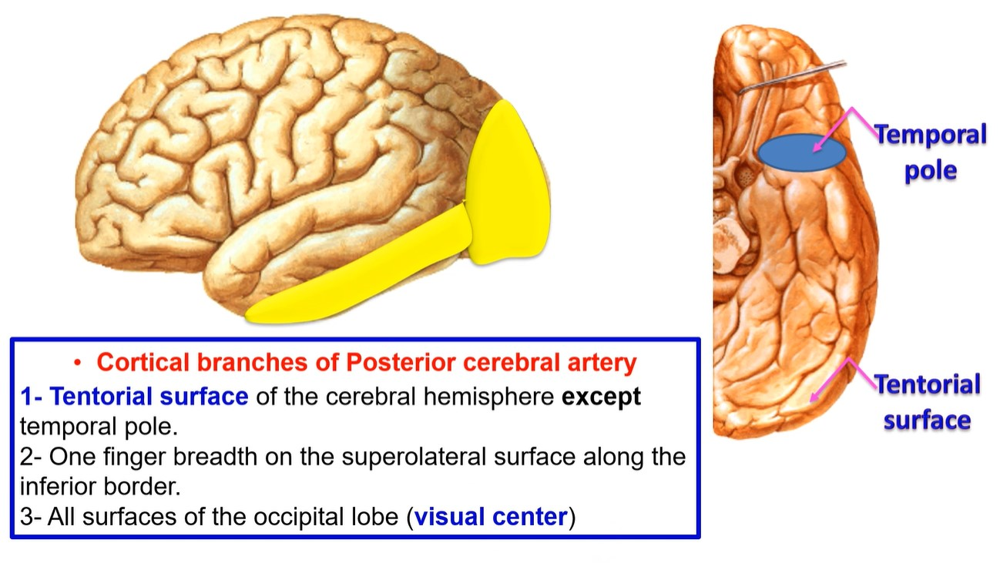 Temporal
pole
Tentorial
surface
• Cortical branches of Posterior cerebral artery
1- Tentorial surface of the cerebral hemisphere except
temporal pole.
2- One finger breadth on the superolateral surface along the
inferior border.
3- All surfaces of the occipital lobe (visual center)